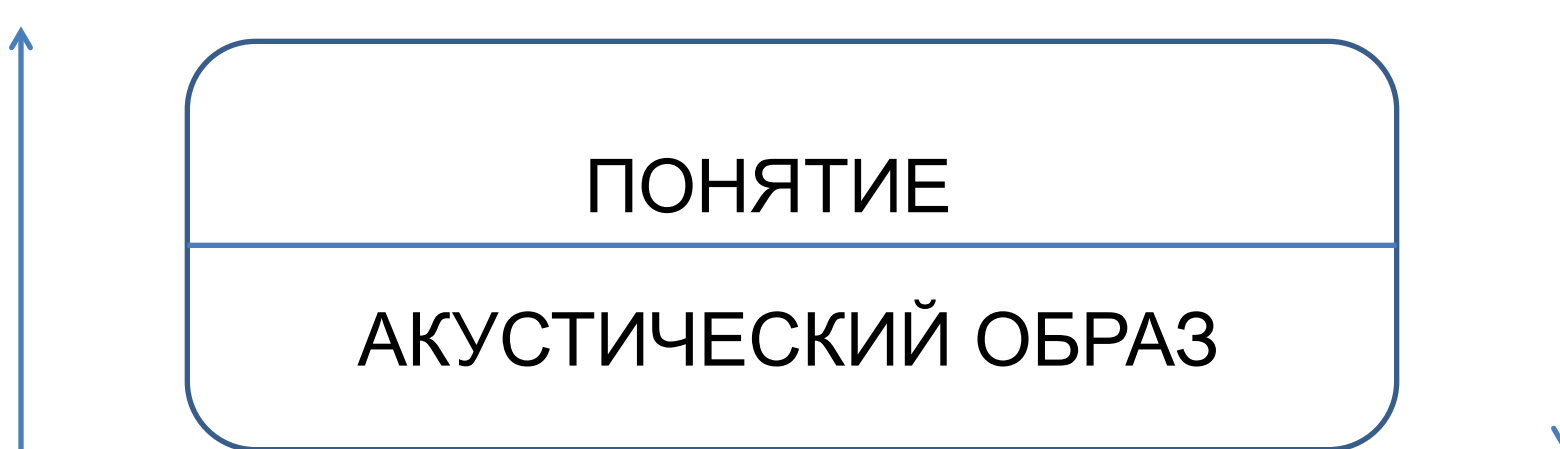 ПОНЯТИЕ
АКУСТИЧЕСКИЙ ОБРАЗ